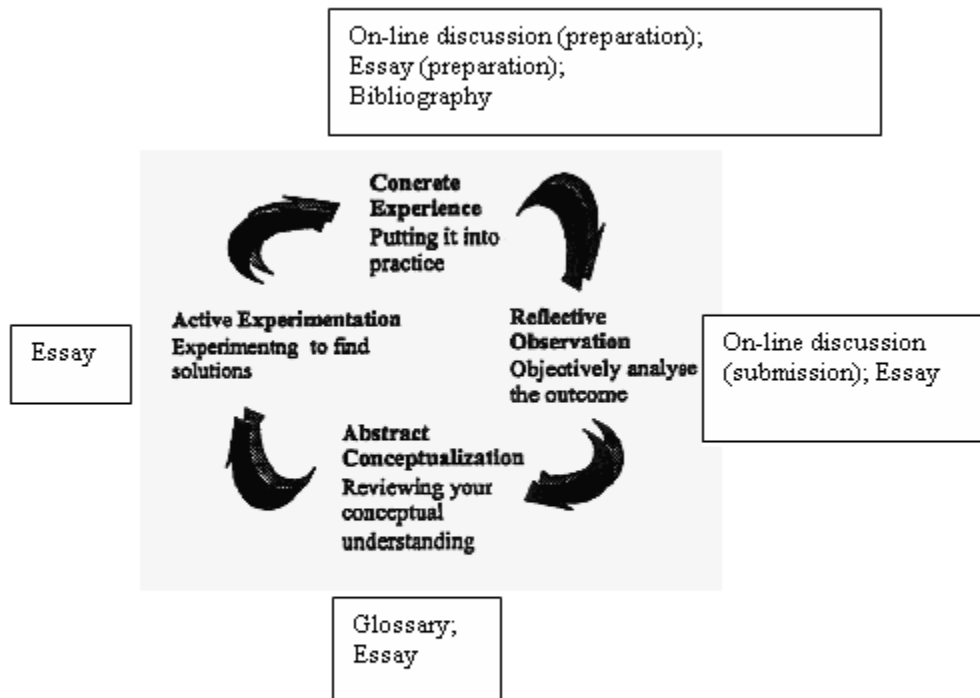 On-line discussion (preparation);
Essay (preparation);
Bibliography
Concrete
Experience
Putting it into
practice
Active Experimentation
Experimentng to find
solutions
Reflective
Observation
Objectively analyse
the outcome
Essay
On-line discussion
(submission); Essay
Abstract
Conceptualization
Reviewing your
conceptual
understanding
Glossary;
Essay